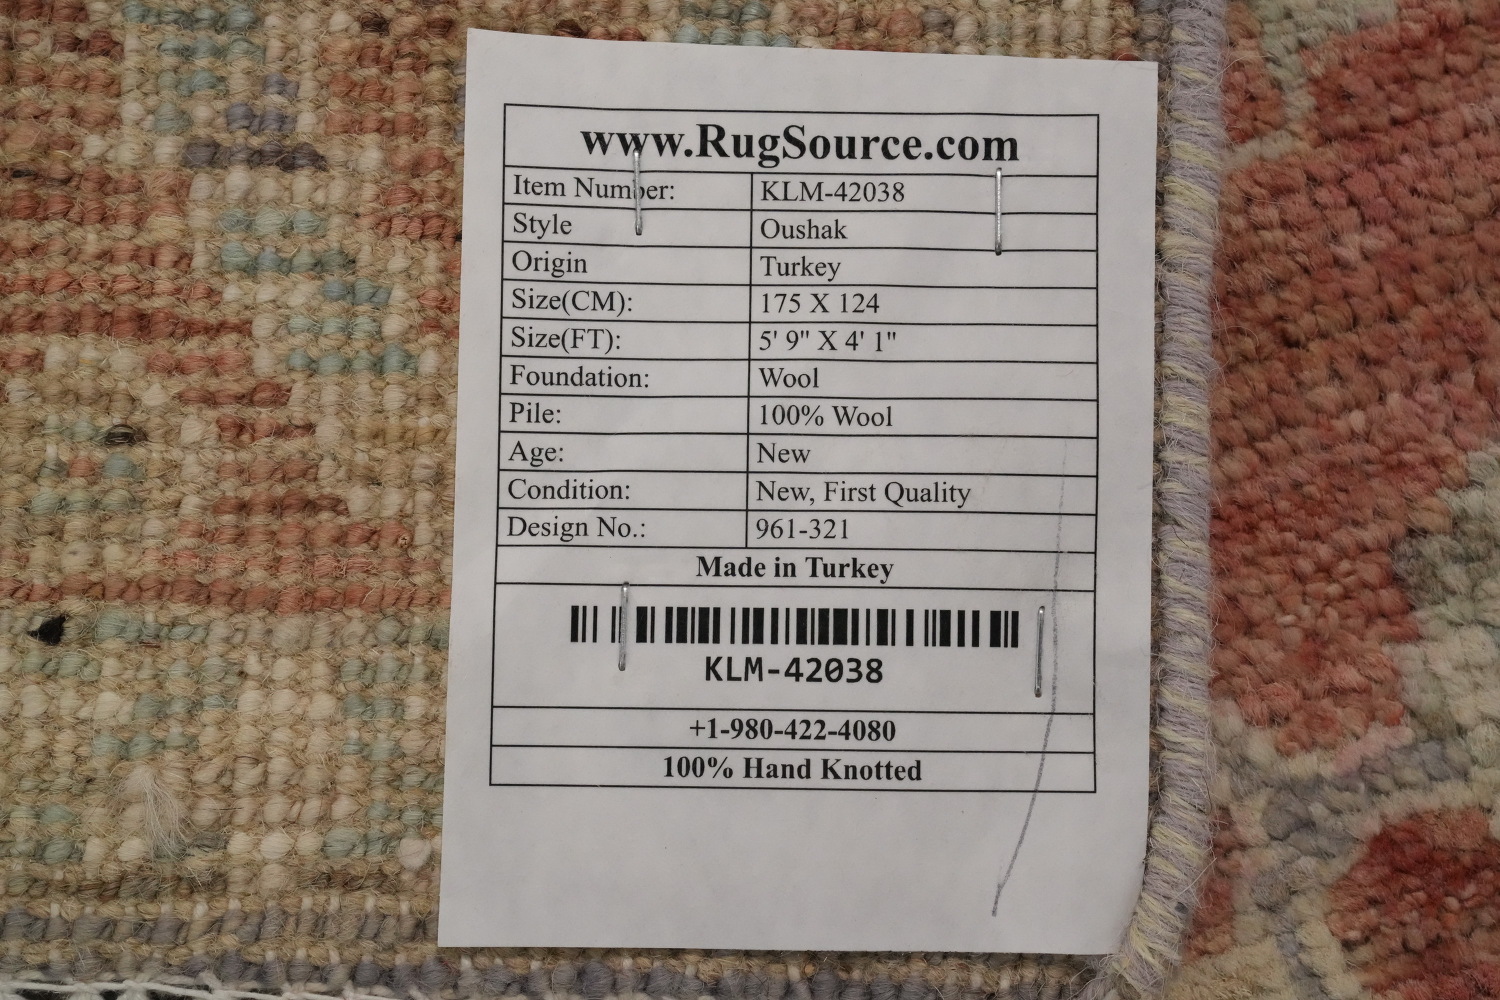 www.RugSource.com
Item Number: KLM-42038
Style Oushak
Origin Turkey
Size(CM): 175 X 124
Size(FT): 5' 9" X 4' 1"
Foundation: Wool
Pile: 100% Wool
Age: New
Condition: New, First Quality
Design No.: 961-321
Made in Turkey
KLM-42038
+1-980-422-4080
100% Hand Knotted